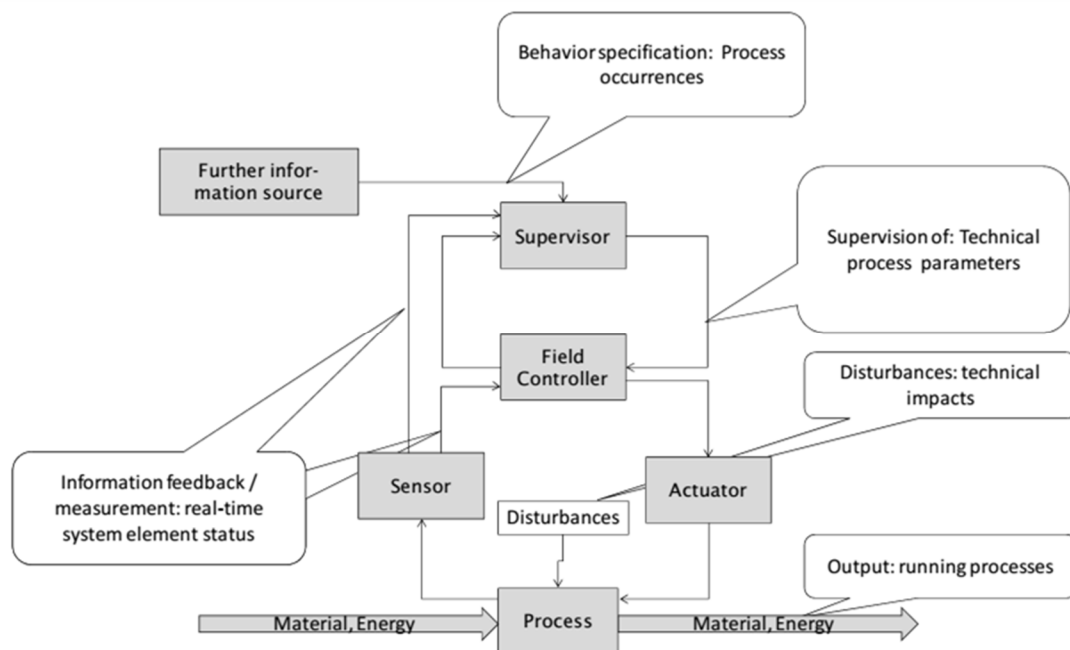 Behavior specification: Process
occurrences
Further infor-
mation source
Supervisor
Supervision of: Technical
process parameters
Field
Controller
Disturbances: technical
impacts
Information feedback /
measurement: real-time
system element status
Sensor
Disturbances
Actuator
Output: running processes
Material, Energy
Process
Material, Energy